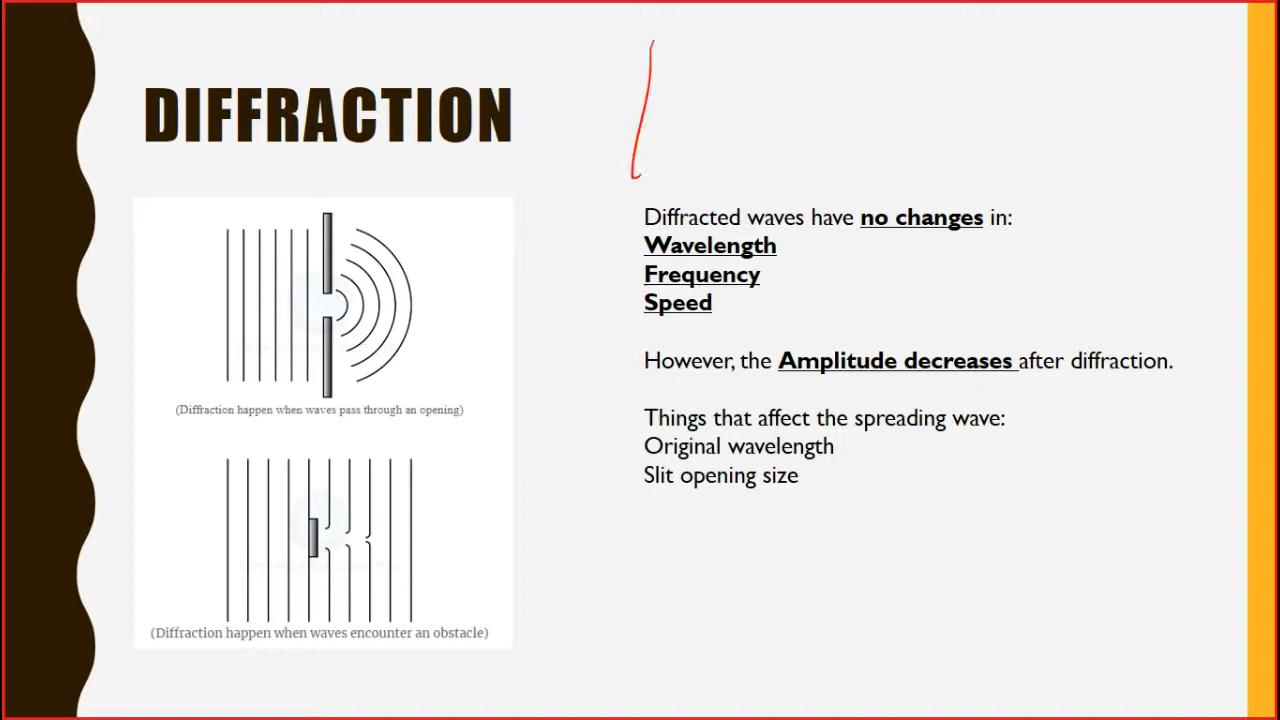 DIFFRACTION
(Diffraction happen when waves pass through an opening)
(Diffraction happen when waves encounter an obstacle)
Diffracted waves have no changes in:
Wavelength
Frequency
Speed
However, the Amplitude decreases after diffraction.
Things that affect the spreading wave:
Original wavelength
Slit opening size